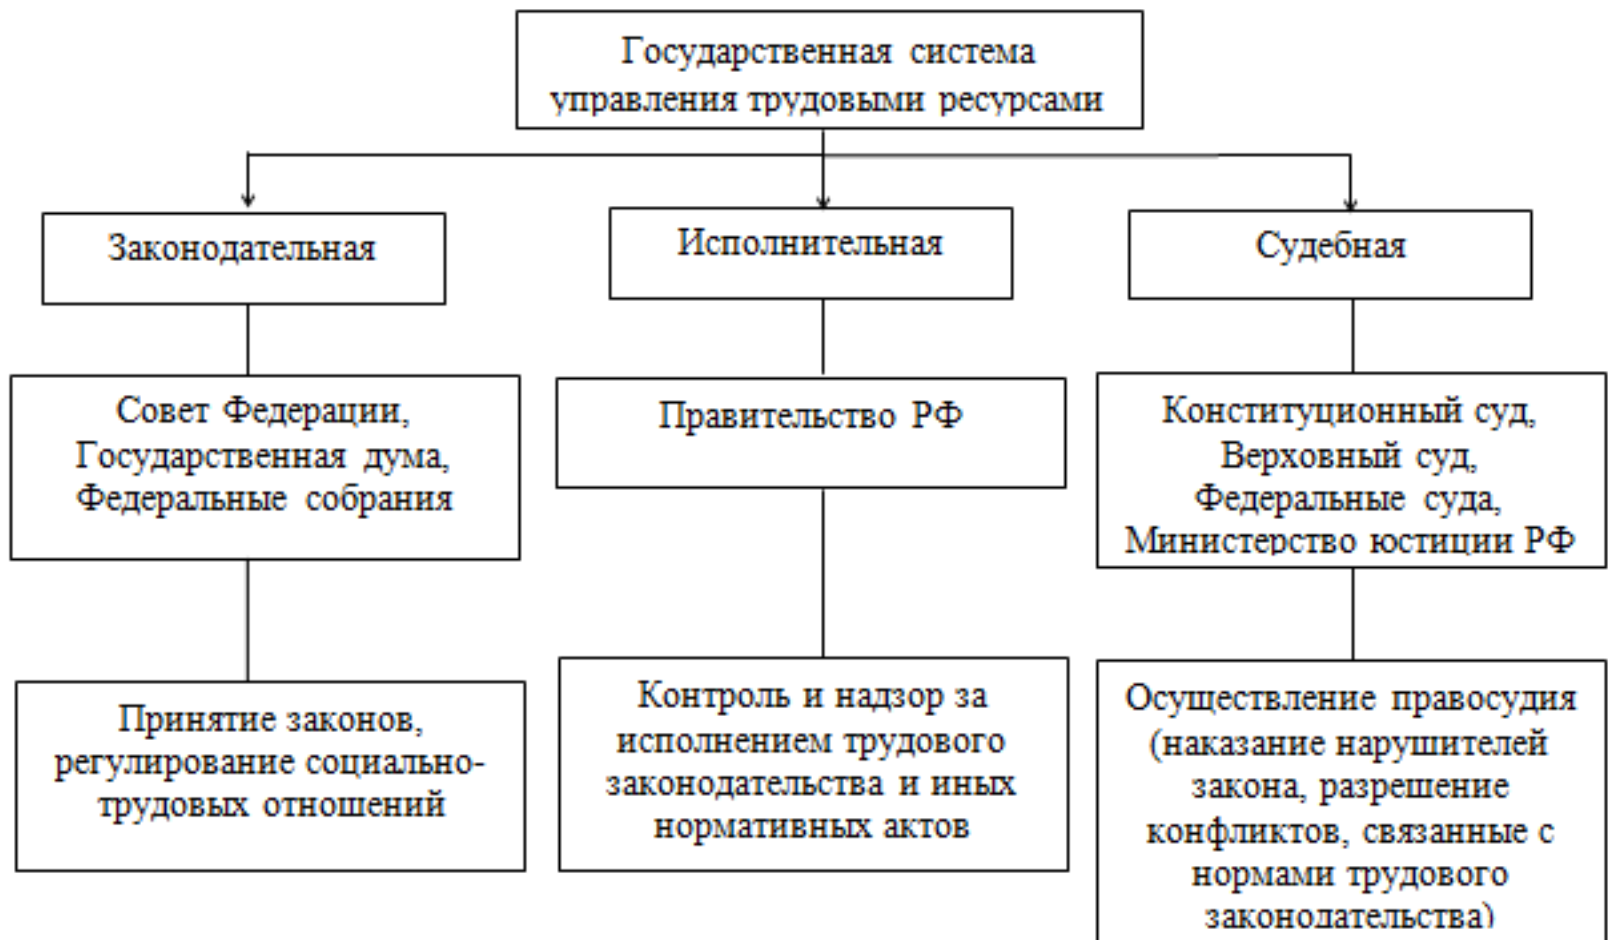 Государственная система
управления трудовыми ресурсами
Законодательная
Исполнительная
Судебная
Совет Федерации,
Государственная дума,
Федеральные собрания
Правительство РФ
Конституционный суд,
Верховный суд,
Федеральные суда,
Министерство юстиции РФ
Принятие законов,
регулирование социально-
трудовых отношений
Контроль и надзор за
исполнением трудового
законодательства и иных
нормативных актов
Осуществление правосудия
(наказание нарушителей
закона, разрешение
конфликтов, связанные с
нормами трудового
законодательства)